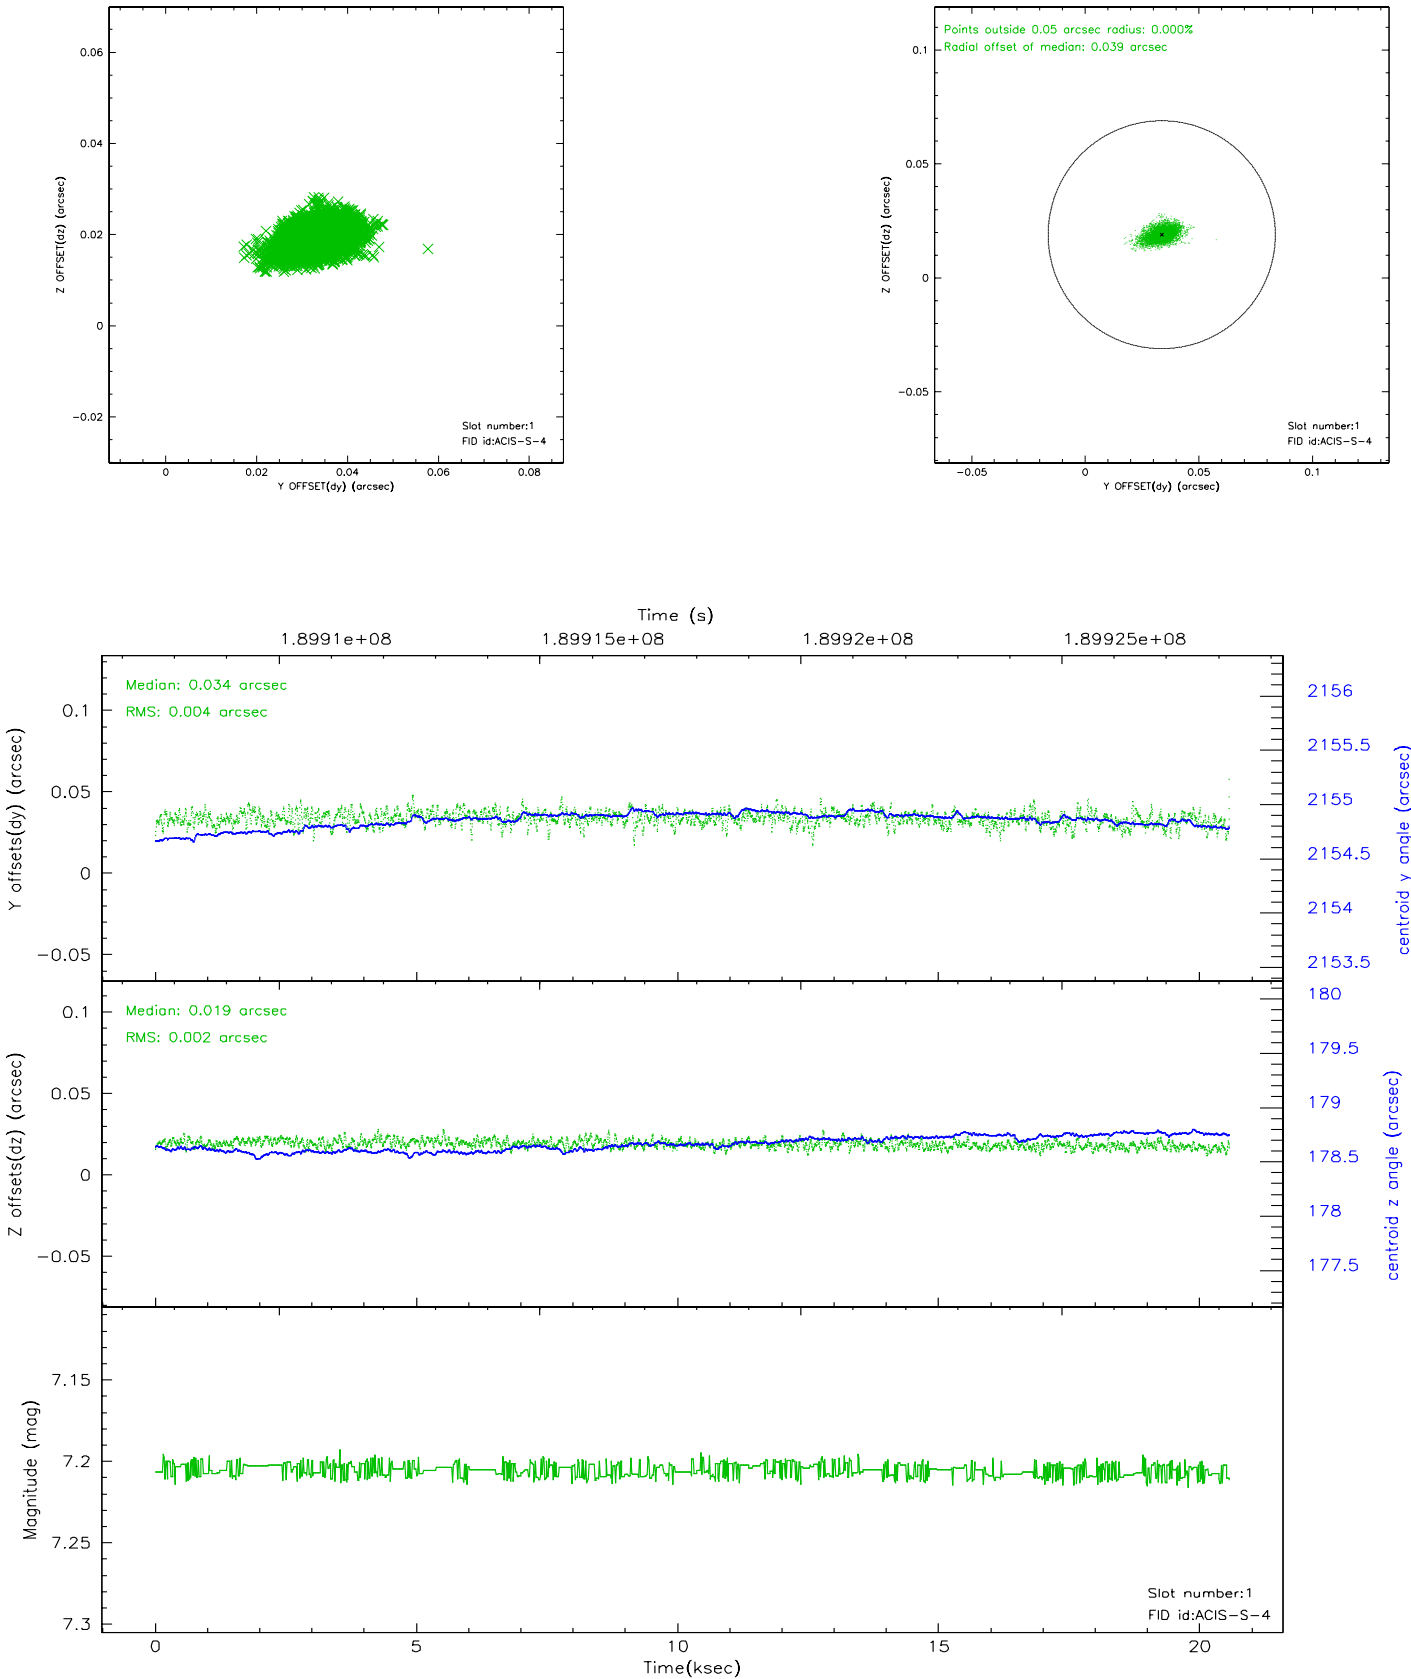 0.06
0.04
0.02
0
−0.02
Z OFFSET(dz) (arcsec)
Slot number:1
FID id:ACIS−S−4
0 0.02 0.04 0.06 0.08
Y OFFSET(dy) (arcsec)
Points outside 0.05 arcsec radius: 0.000%
Radial offset of median: 0.039 arcsec
0.1
0.05
0
−0.05
Z OFFSET(dz) (arcsec)
Slot number:1
FID id:ACIS−S−4
−0.05 0 0.05 0.1
Y OFFSET(dy) (arcsec)
Time (s)
1.8991e+08 1.89915e+08 1.8992e+08 1.89925e+08
Median: 0.034 arcsec
RMS: 0.004 arcsec
0.1
0.05
0
−0.05
Y offsets(dy) (arcsec)
2156
2155.5
2155
2154.5
2154
2153.5
centroid y angle (arcsec)
Median: 0.019 arcsec
RMS: 0.002 arcsec
0.1
0.05
0
−0.05
Z offsets(dz) (arcsec)
180
179.5
179
178.5
178
177.5
centroid z angle (arcsec)
7.15
7.2
7.25
7.3
Magnitude (mag)
Slot number:1
FID id:ACIS−S−4
0 5 10 15 20
Time(ksec)